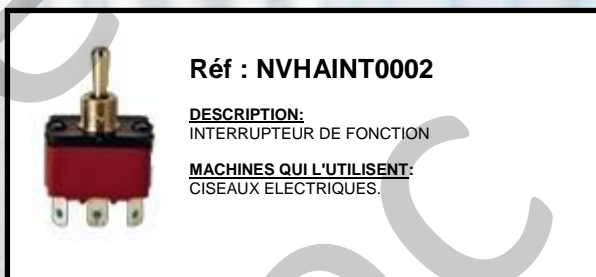 Réf : NVHAINT0002
DESCRIPTION:
INTERRUPTEUR DE FONCTION
MACHINES QUI L'UTILISENT:
CISEAUX ELECTRIQUES.